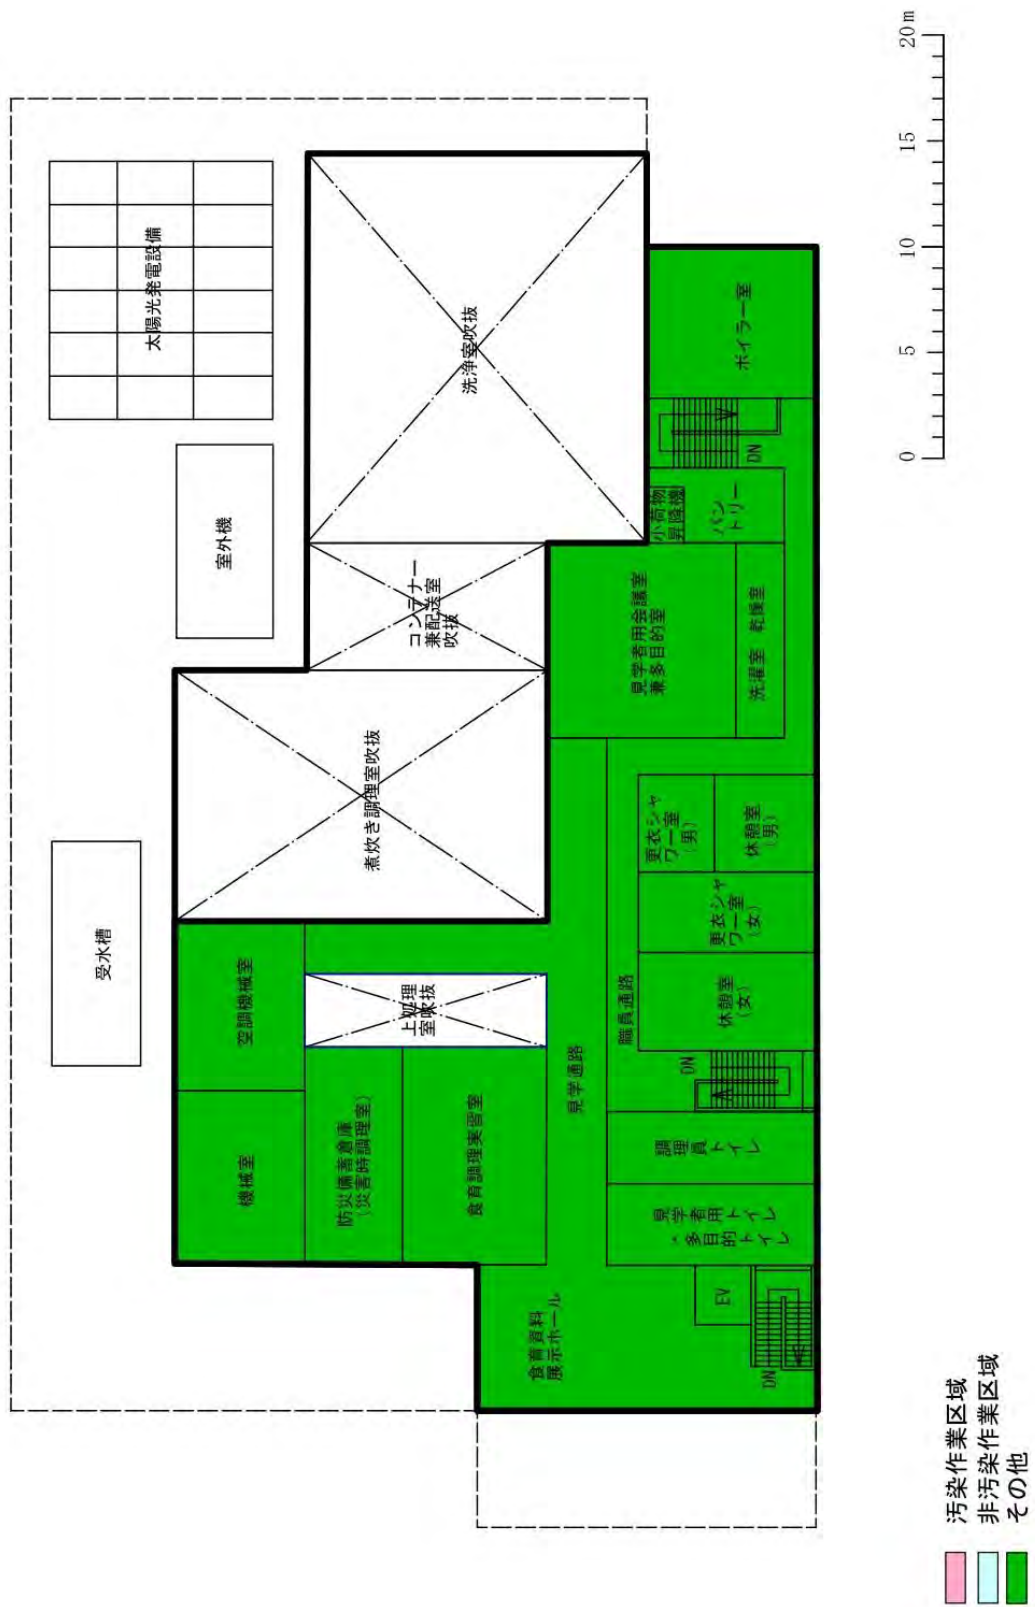 受水槽
室外機
太陽光発電設備
機械室
空調機械室
防災備蓄倉庫
(災害時調理室)
食育調理実習室
上処理
室吹抜
煮炊き調理室吹抜
コンテナー
兼配送室
吹抜
洗浄室吹抜
食育資料
展示ホール
見学通路
職員通路
見学者用会議室
兼多目的室
小荷物
昇降機
パン
トリー
洗濯室 乾燥室
DN
ボイラー室
EV
DN
見学者用トイレ
多目的トイレ
調理員トイレ
DN
休憩室
(女)
更衣シャ
ワー室
(女)
更衣シャ
ワー室
(男)
休憩室
(男)
0 5 10 15 20m
汚染作業区域
非汚染作業区域
その他